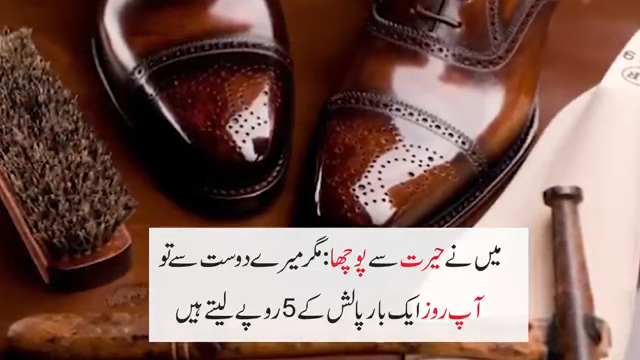 میں نے حیرت سے پوچھا: مگر میرے دوست سے تو
آپ روز ایک بار پالش کے 5 روپے لیتے ہیں
6